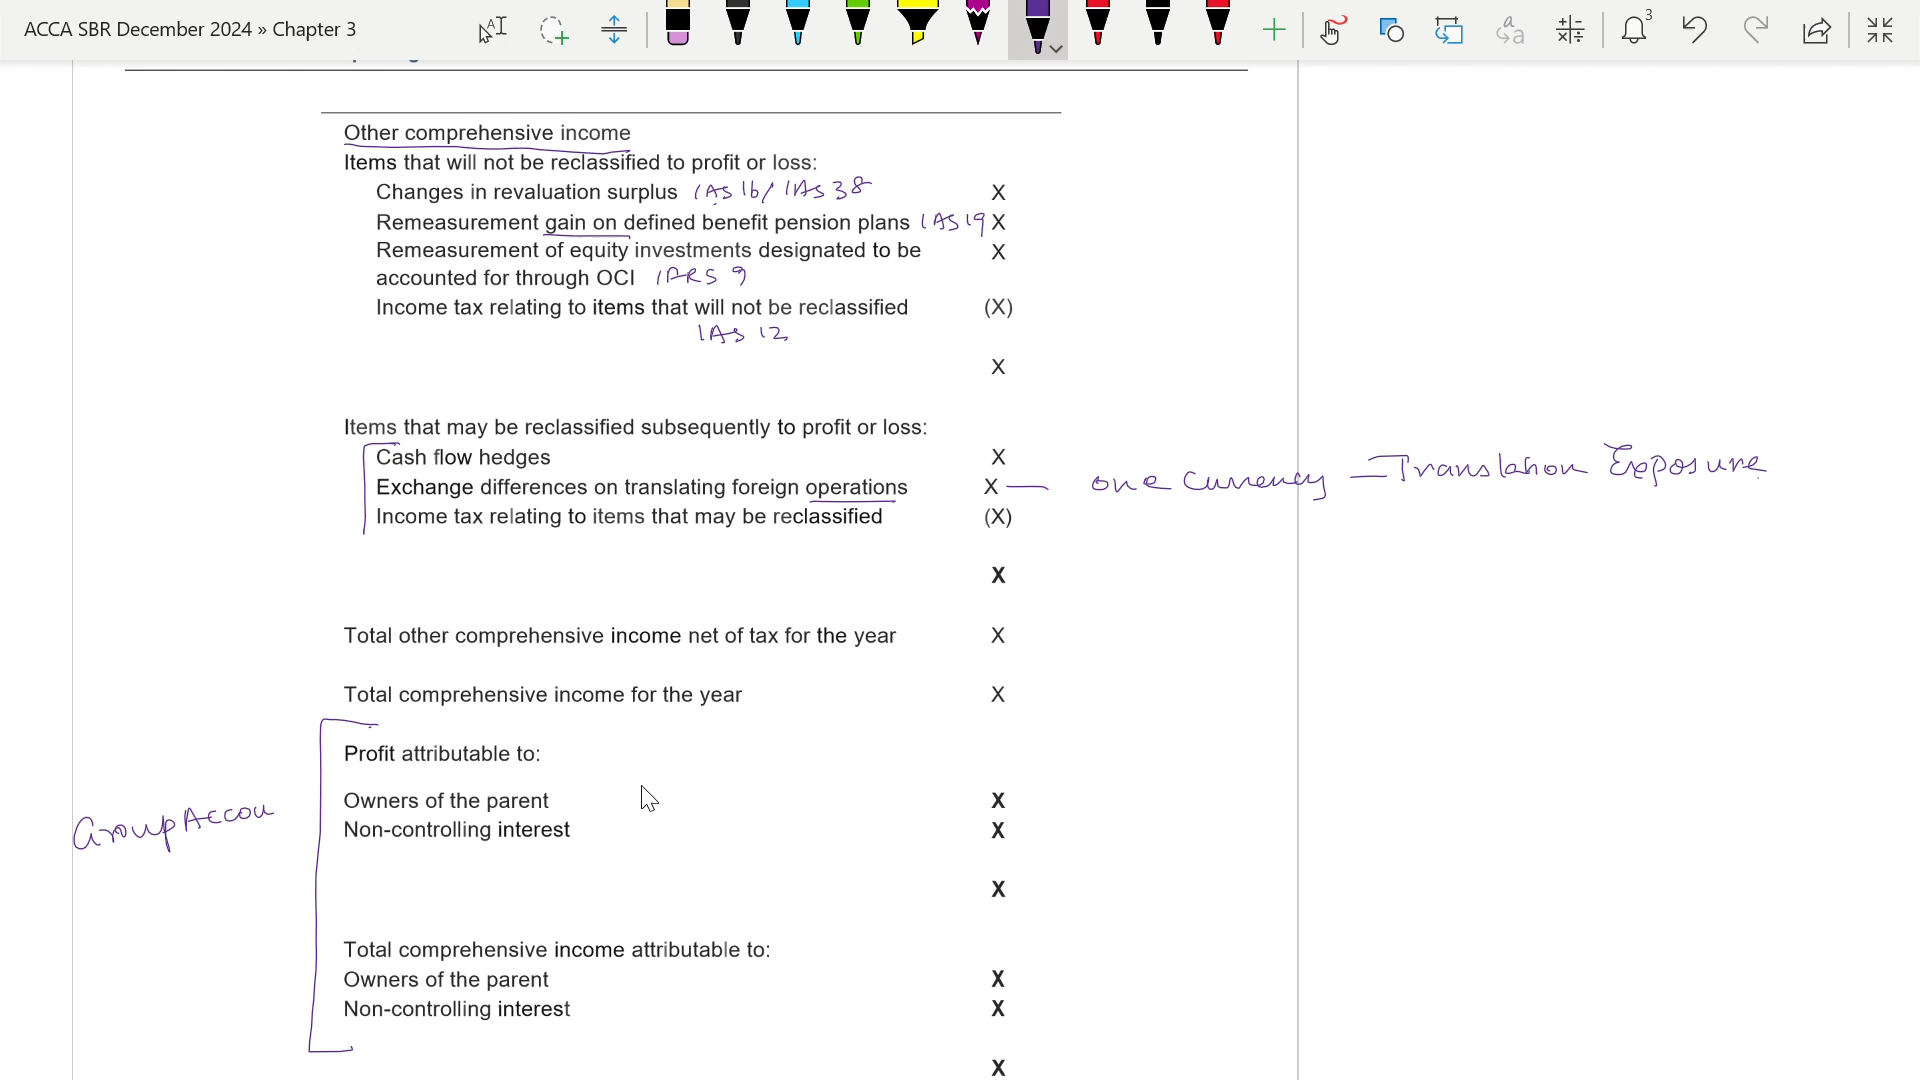 ACCA SBR December 2024 » Chapter 3
3
Other comprehensive income
Items that will not be reclassified to profit or loss:
Changes in revaluation surplus IAS 16/ IAS 38 X
Remeasurement gain on defined benefit pension plans IAS 19 X
Remeasurement of equity investments designated to be X
accounted for through OCI IFRS 9
Income tax relating to items that will not be reclassified (X)
IAS 12
X
Items that may be reclassified subsequently to profit or loss:
Cash flow hedges X
Exchange differences on translating foreign operations X — one currency = Translation Exposure
Income tax relating to items that may be reclassified (X)
X
Total other comprehensive income net of tax for the year X
Total comprehensive income for the year X
Profit attributable to:
Owners of the parent X
Group Accou
Non-controlling interest X
X
Total comprehensive income attributable to:
Owners of the parent X
Non-controlling interest X
X